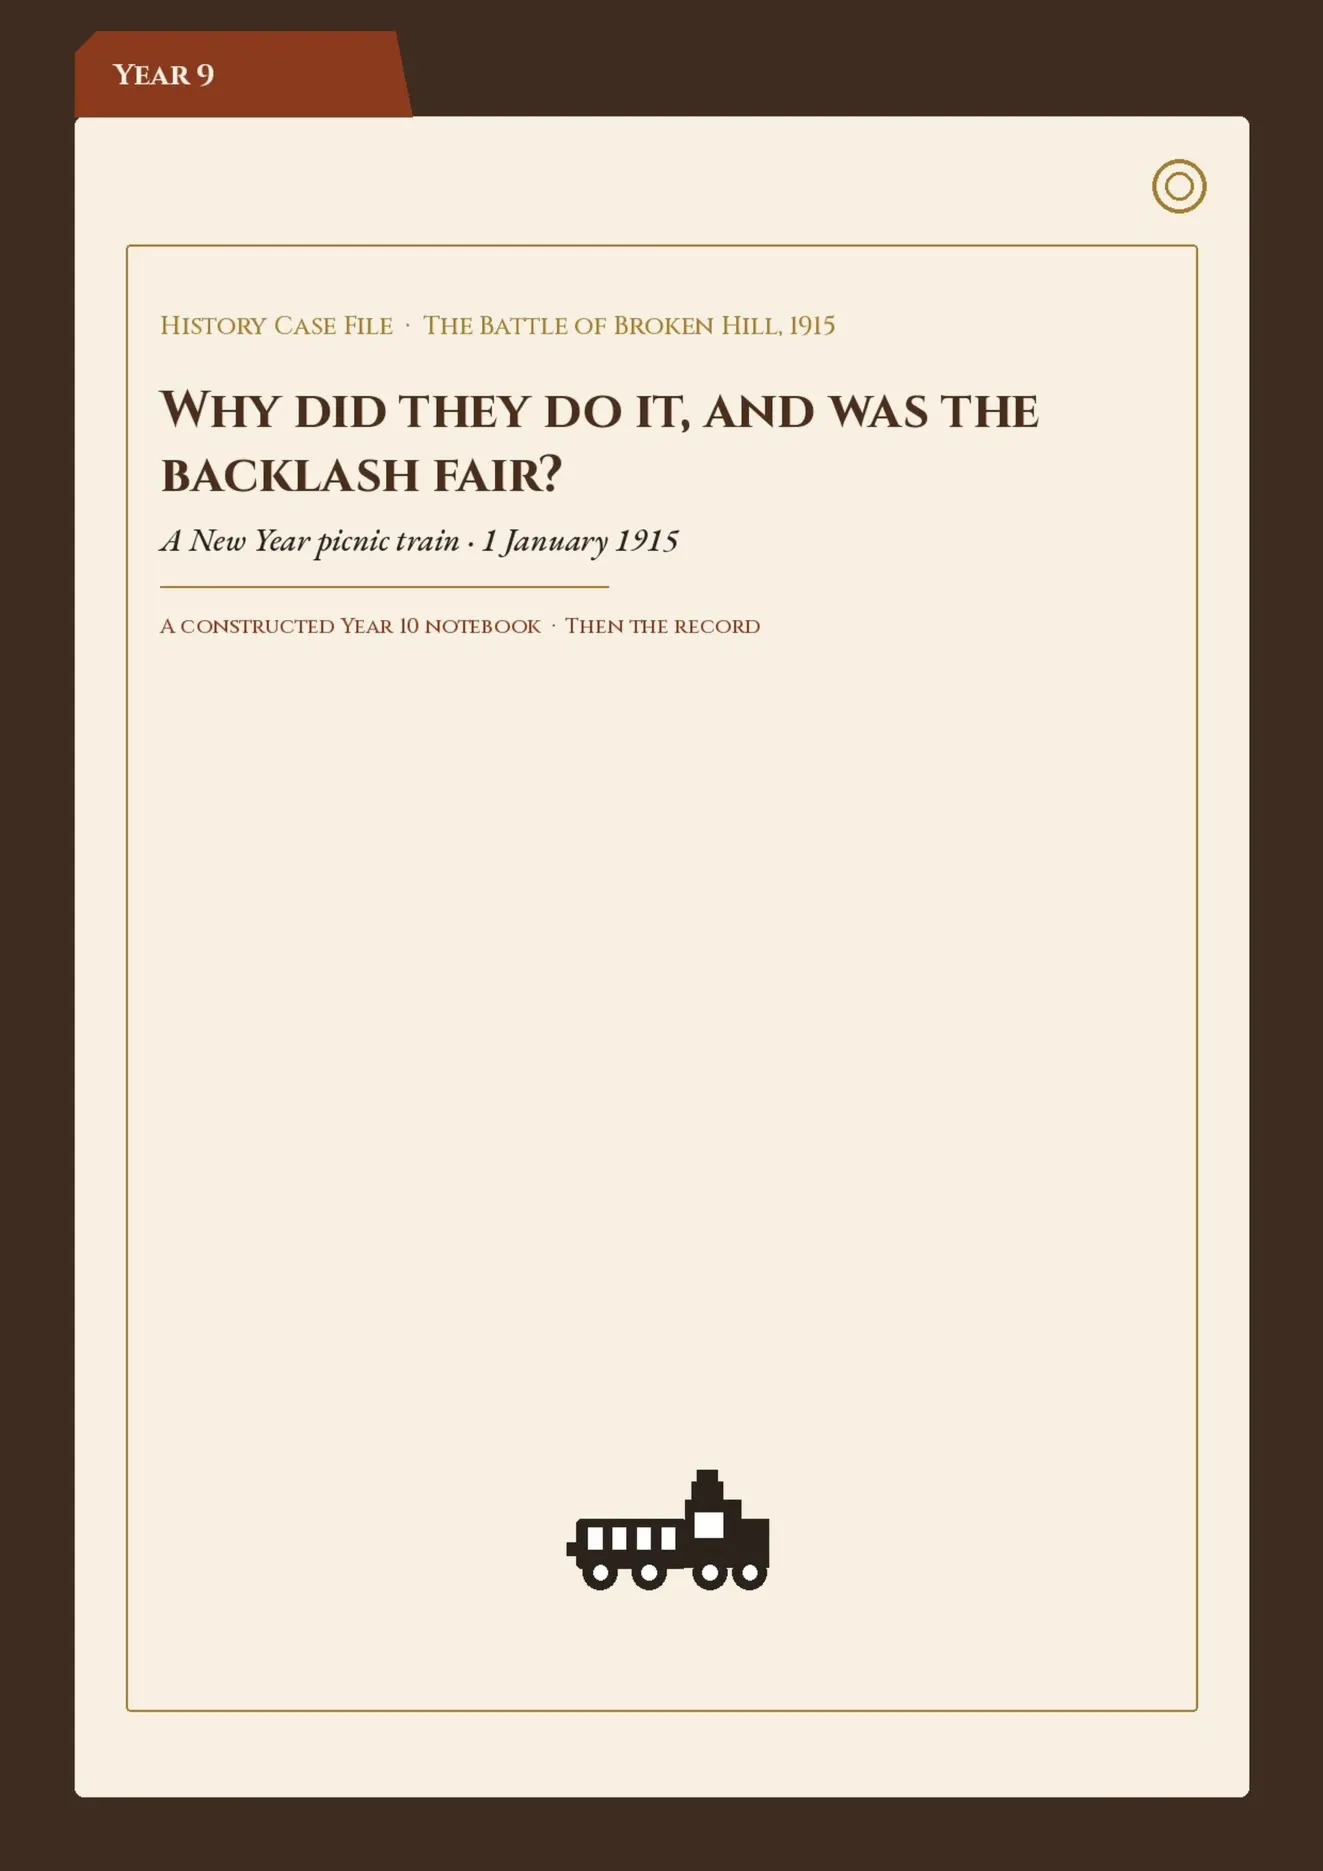 Year 9
History Case File · The Battle of Broken Hill, 1915
Why did they do it, and was the
backlash fair?
A New Year picnic train · 1 January 1915
A constructed Year 10 notebook · Then the record